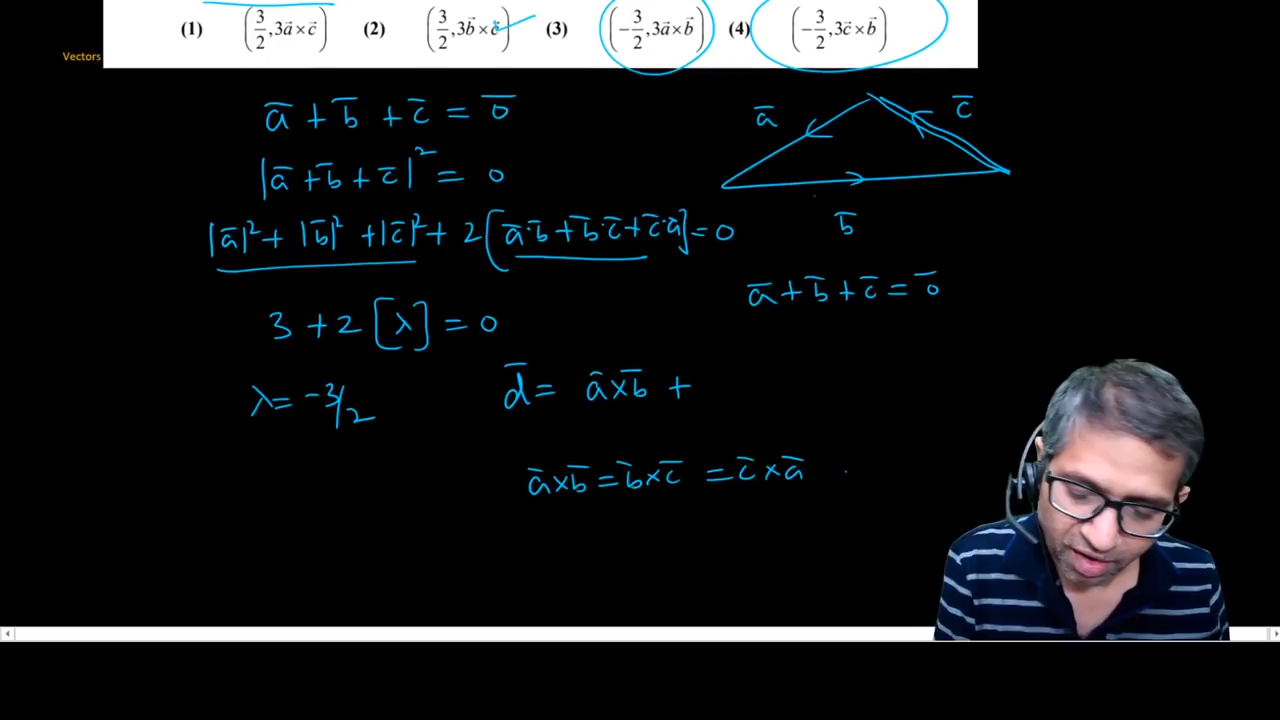 (1) (3/2, 3a⃗×c⃗) (2) (3/2, 3b⃗×c⃗) (3) (-3/2, 3a⃗×b⃗) (4) (-3/2, 3c⃗×b⃗)
Vectors
a̅ + b̅ + c̅ = 0̅
|a̅ + b̅ + c̅|² = 0
|a̅|² + |b̅|² + |c̅|² + 2[a̅·b̅ + b̅·c̅ + c̅·a̅] = 0
3 + 2[λ] = 0
λ = -3/2
a̅
c̅
b̅
a̅ + b̅ + c̅ = 0̅
d̅ = a̅×b̅ +
a̅×b̅ = b̅×c̅ = c̅×a̅